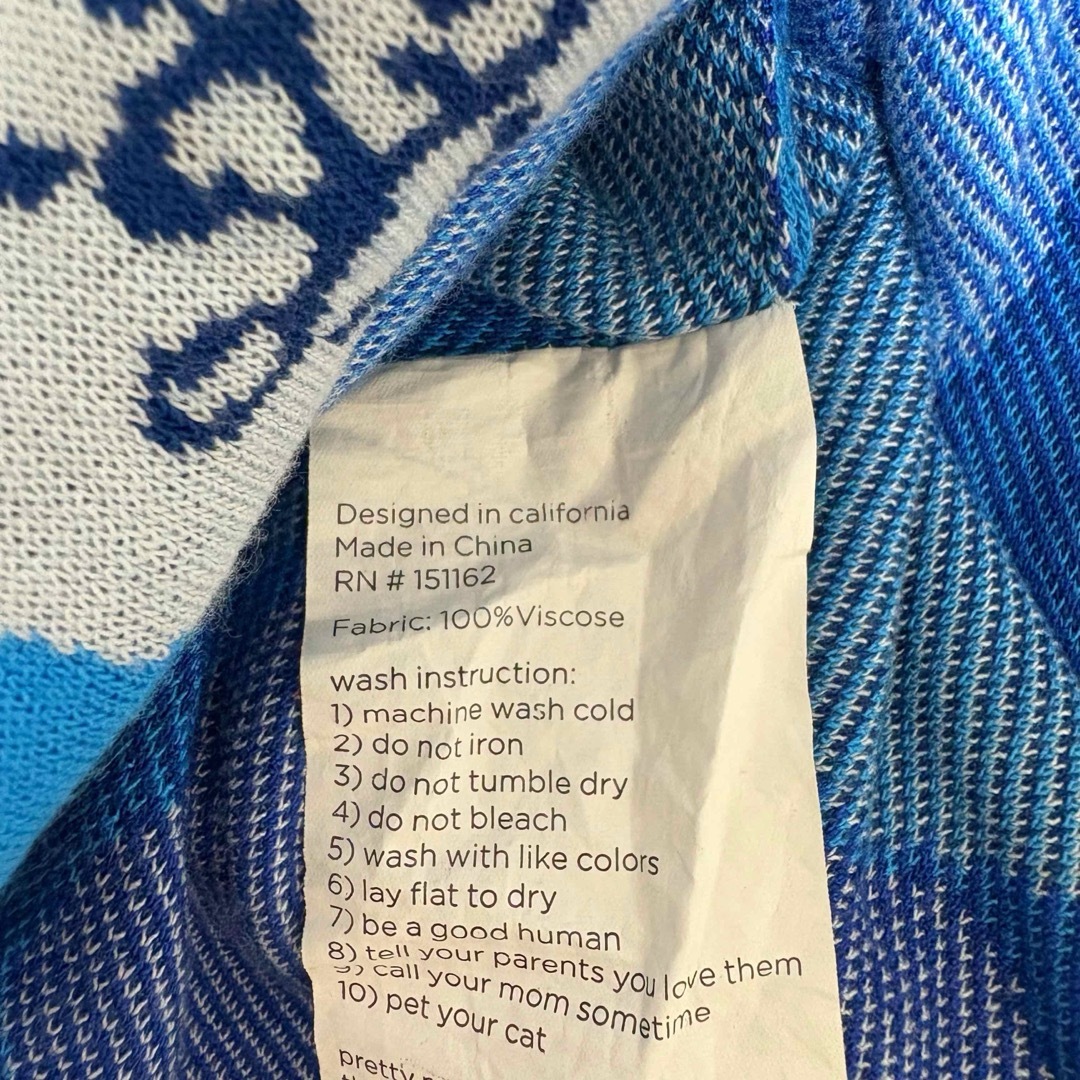 Designed in california
Made in China
RN # 151162
Fabric: 100%Viscose
wash instruction:
1) machine wash cold
2) do not iron
3) do not tumble dry
4) do not bleach
5) wash with like colors
6) lay flat to dry
7) be a good human
8) tell your parents you love them
9) call your mom sometime
10) pet your cat
pretty